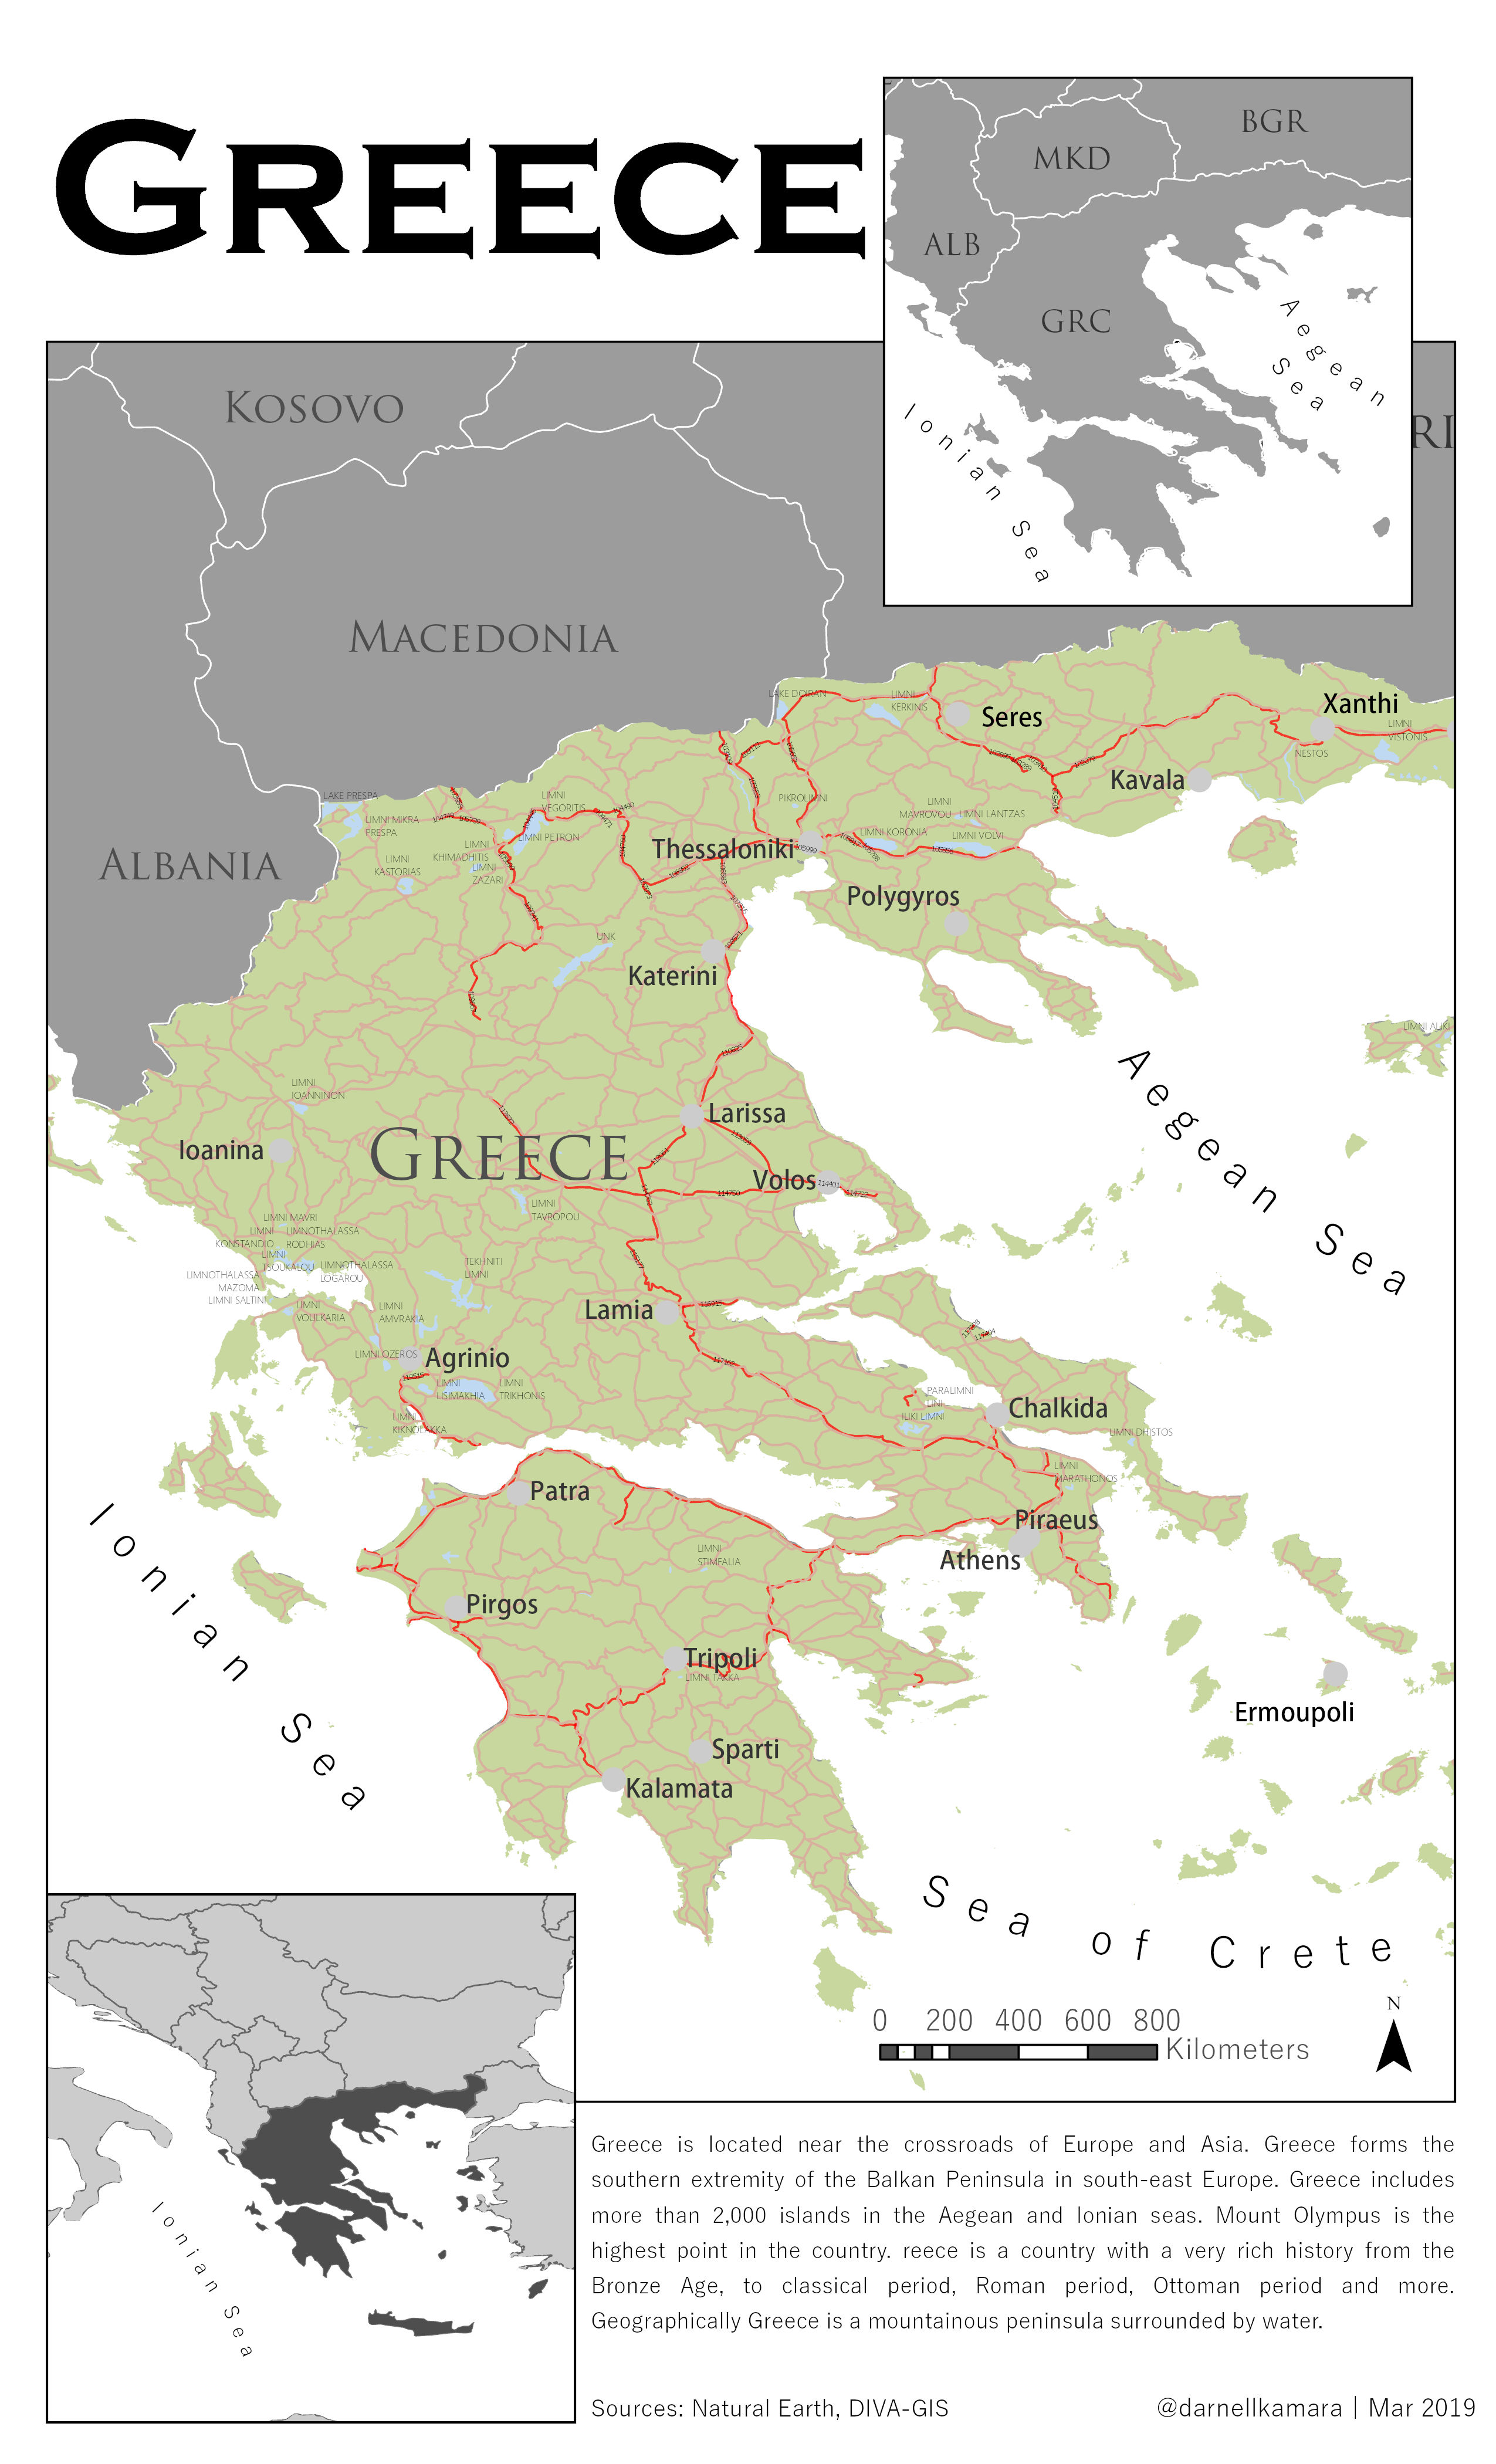 GREECE
BGR
MKD
ALB
GRC
Aegean
Sea
Ionian Sea
KOSOVO
RI
MACEDONIA
ALBANIA
GREECE
LAKE DOIRAN
LIMNI
KERKINIS
Seres
Xanthi
LIMNI
VISTONIS
NESTOS
Kavala
LAKE PRESPA
LIMNI MIKRA
PRESPA
LIMNI
VEGORITIS
LIMNI PETRON
LIMNI
KHIMADHITIS
LIMNI
ZAZARI
LIMNI
KASTORIAS
PIKROLIMNI
LIMNI
MAVROVOU
LIMNI LANTZAS
LIMNI KORONIA
LIMNI VOLVI
Thessaloniki
105999
Polygyros
UNK
Katerini
LIMNI ALIKI
Aegean Sea
LIMNI
IOANNINON
Larissa
Ioanina
Volos
114401
114750
LIMNI
TAVROPOU
LIMNI MAVRI
LIMNI
KONSTANDIO
LIMNOTHALASSA
RODHIAS
LIMNI
TSOUKALOU
LIMNOTHALASSA
LOGAROU
LIMNOTHALASSA
MAZOMA
LIMNI SALTINI
TEKHNITI
LIMNI
LIMNI
VOULKARIA
LIMNI
AMVRAKIA
Lamia
116915
LIMNI OZEROS
Agrinio
LIMNI
LISIMAKHIA
LIMNI
TRIKHONIS
LIMNI
KIKNOLAKKA
PARALIMNI
LINI
ILIKI LIMNI
Chalkida
LIMNI DHISTOS
LIMNI
MARATHONOS
Patra
Piraeus
Athens
LIMNI
STIMFALIA
Pirgos
Tripoli
LIMNI TAKKA
Ermoupoli
Sparti
Kalamata
Ionian Sea
Sea of Crete
N
0 200 400 600 800
Kilometers
Ionian Sea
Greece is located near the crossroads of Europe and Asia. Greece forms the
southern extremity of the Balkan Peninsula in south-east Europe. Greece includes
more than 2,000 islands in the Aegean and Ionian seas. Mount Olympus is the
highest point in the country. reece is a country with a very rich history from the
Bronze Age, to classical period, Roman period, Ottoman period and more.
Geographically Greece is a mountainous peninsula surrounded by water.
Sources: Natural Earth, DIVA-GIS
@darnellkamara | Mar 2019